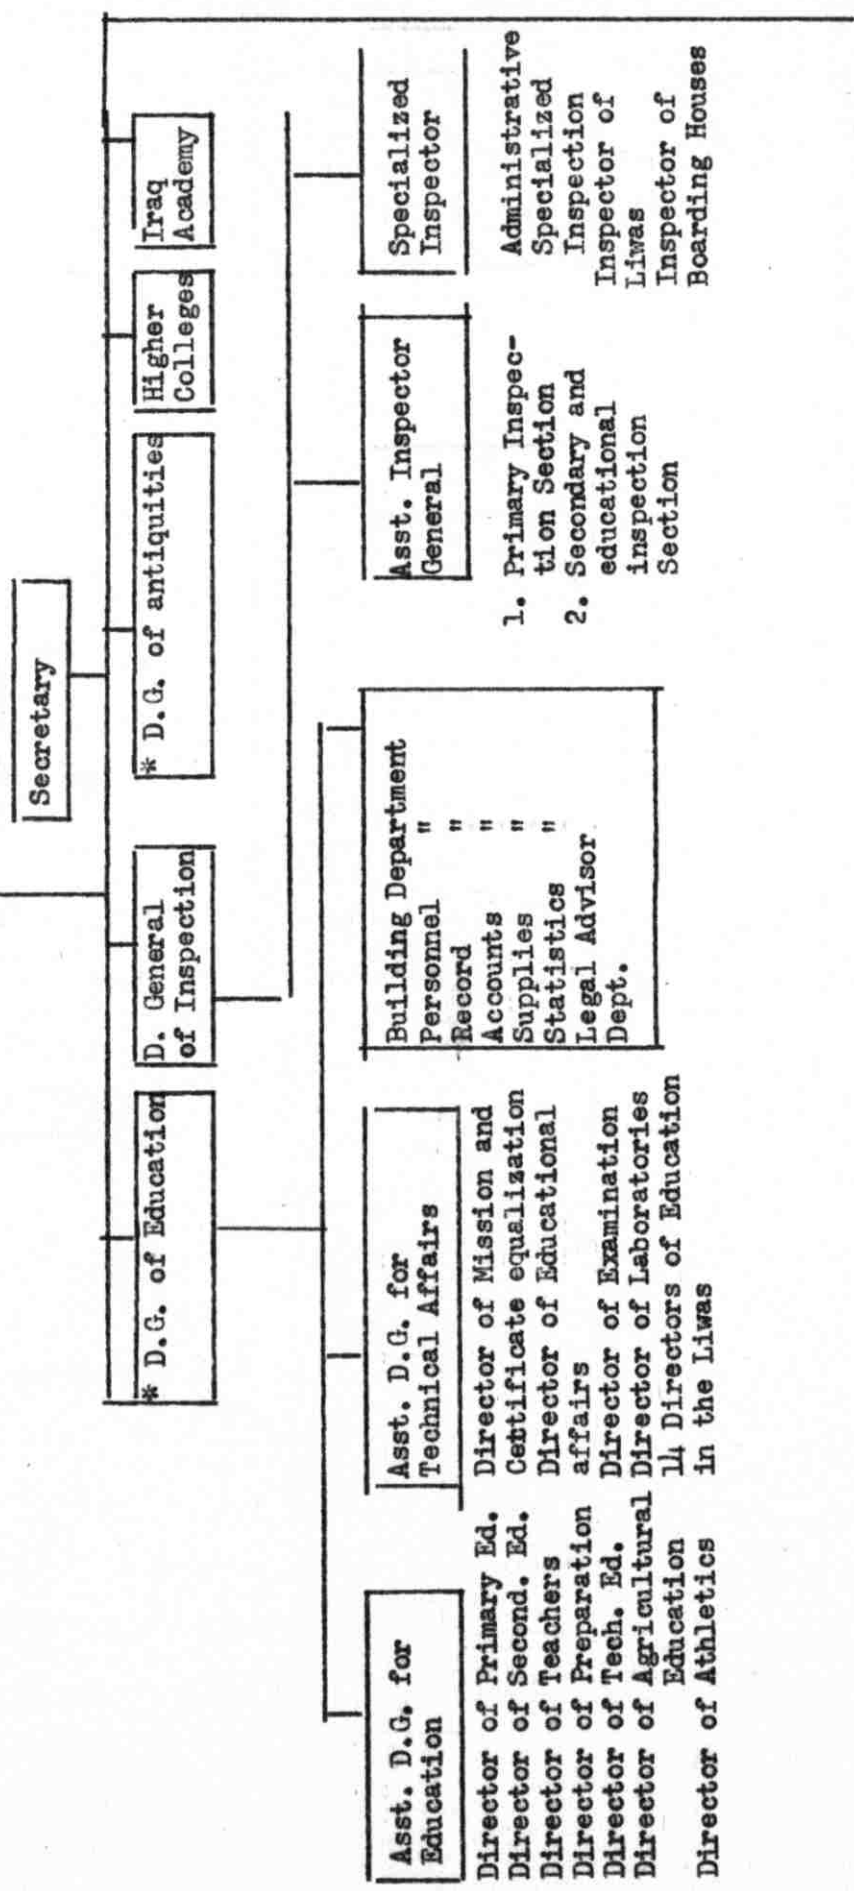 Secretary
* D.G. of Education
D. General
of Inspection
* D.G. of antiquities
Higher
Colleges
Iraq
Academy
Asst. D.G. for
Education
Director of Primary Ed.
Director of Second. Ed.
Director of Teachers
Director of Preparation
Director of Tech. Ed.
Director of Agricultural
Education
Director of Athletics
Asst. D.G. for
Technical Affairs
Director of Mission and
Cettificate equalization
Director of Educational
affairs
Director of Examination
Director of Laboratories
14 Directors of Education
in the Liwas
Building Department
Personnel "
Record "
Accounts "
Supplies "
Statistics "
Legal Advisor
Dept.
Asst. Inspector
General
1. Primary Inspec-
tion Section
2. Secondary and
educational
inspection
Section
Specialized
Inspector
Administrative
Specialized
Inspection
Inspector of
Liwas
Inspector of
Boarding Houses